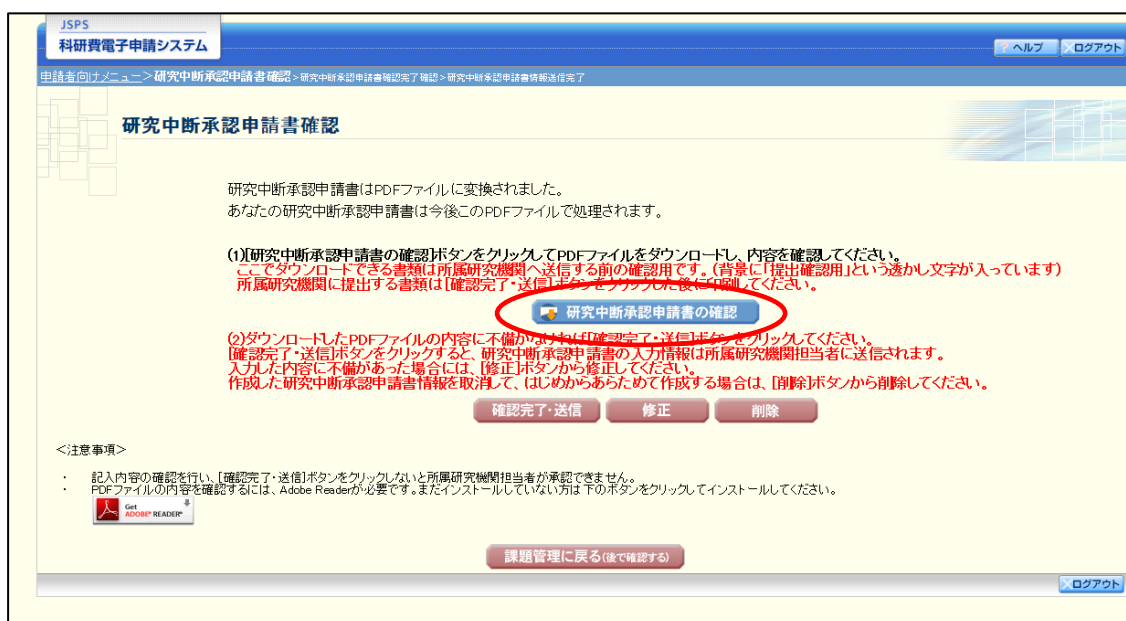 JSPS
科研費電子申請システム
ヘルプ
ログアウト
申請者向けメニュー>研究中断承認申請書確認>研究中断承認申請書確認完了確認>研究中断承認申請書情報送信完了
研究中断承認申請書確認
研究中断承認申請書はPDFファイルに変換されました。
あなたの研究中断承認申請書は今後このPDFファイルで処理されます。
(1)[研究中断承認申請書の確認]ボタンをクリックしてPDFファイルをダウンロードし、内容を確認してください。
ここでダウンロードできる書類は所属研究機関へ送信する前の確認用です。(背景に「提出確認用」という透かし文字が入っています)
所属研究機関に提出する書類は[確認完了・送信]ボタンをクリックした後に印刷してください。
研究中断承認申請書の確認
(2)ダウンロードしたPDFファイルの内容に不備がなければ[確認完了・送信]ボタンをクリックしてください。
[確認完了・送信]ボタンをクリックすると、研究中断承認申請書の入力情報は所属研究機関担当者に送信されます。
入力した内容に不備があった場合には、[修正]ボタンから修正してください。
作成した研究中断承認申請書情報を取消して、はじめからあらためて作成する場合は、[削除]ボタンから削除してください。
確認完了・送信
修正
削除
<注意事項>
・ 記入内容の確認を行い、[確認完了・送信]ボタンをクリックしないと所属研究機関担当者が承認できません。
・ PDFファイルの内容を確認するには、Adobe Readerが必要です。まだインストールしていない方は下のボタンをクリックしてインストールしてください。
Get
ADOBE® READER®
課題管理に戻る(後で確認する)
ログアウト